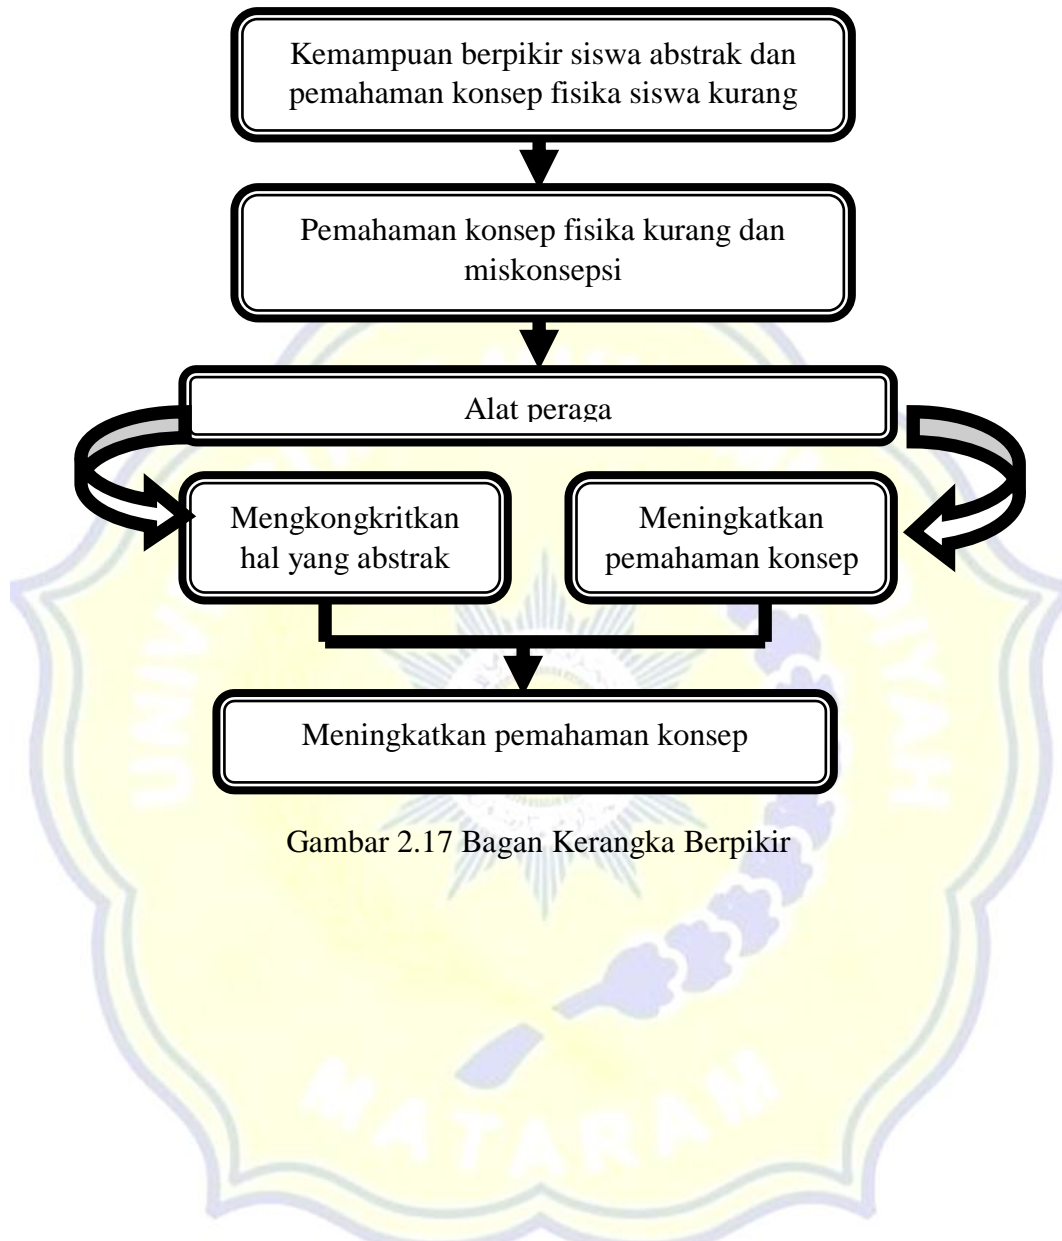 Kemampuan berpikir siswa abstrak dan
pemahaman konsep fisika siswa kurang
Pemahaman konsep fisika kurang dan
miskonsepsi
Alat peraga
Mengkongkritkan
hal yang abstrak
Meningkatkan
pemahaman konsep
Meningkatkan pemahaman konsep
Gambar 2.17 Bagan Kerangka Berpikir
MATARAM